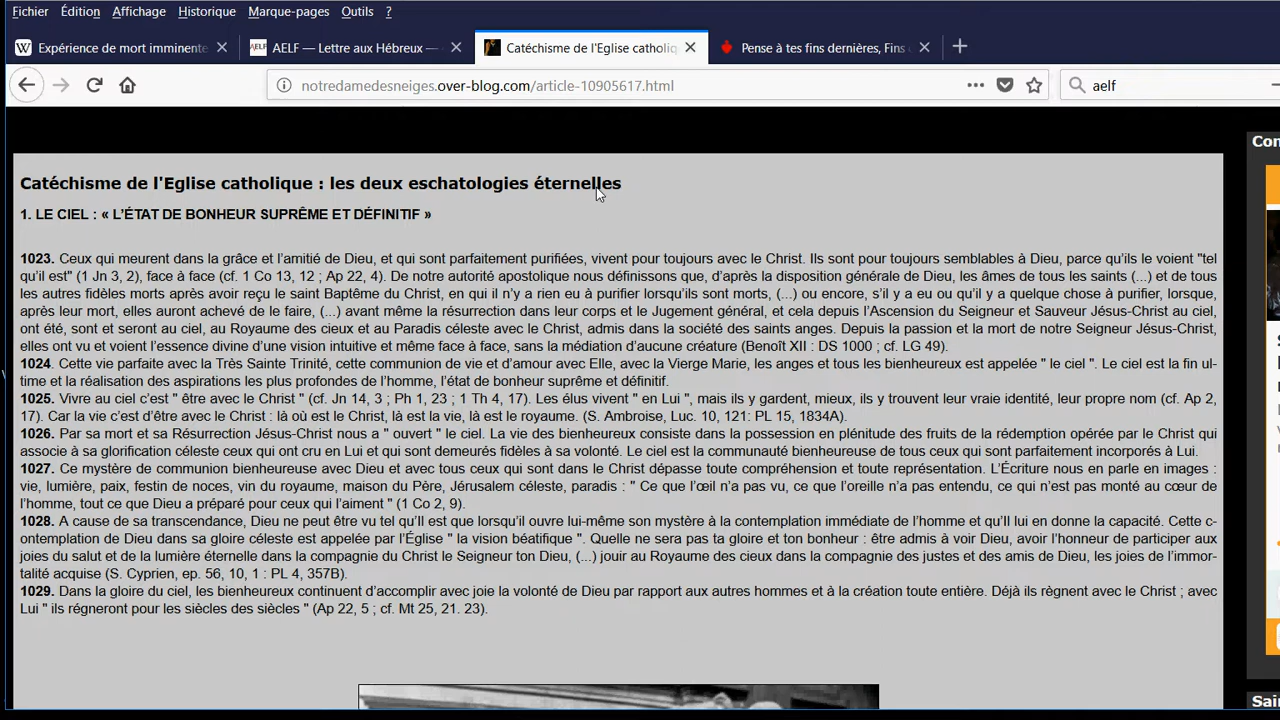 Fichier Édition Affichage Historique Marque-pages Outils ?
Expérience de mort imminente AELF — Lettre aux Hébreux — Catéchisme de l'Eglise catholiq Pense à tes fins dernières, Fins
notredamedesneiges.over-blog.com/article-10905617.html aelf
Con
Catéchisme de l'Eglise catholique : les deux eschatologies éternelles
1. LE CIEL : « L'ÉTAT DE BONHEUR SUPRÊME ET DÉFINITIF »
1023. Ceux qui meurent dans la grâce et l'amitié de Dieu, et qui sont parfaitement purifiées, vivent pour toujours avec le Christ. Ils sont pour toujours semblables à Dieu, parce qu'ils le voient "tel
qu'il est" (1 Jn 3, 2), face à face (cf. 1 Co 13, 12 ; Ap 22, 4). De notre autorité apostolique nous définissons que, d'après la disposition générale de Dieu, les âmes de tous les saints (...) et de tous
les autres fidèles morts après avoir reçu le saint Baptême du Christ, en qui il n'y a rien eu à purifier lorsqu'ils sont morts, (...) ou encore, s'il y a eu ou qu'il y a quelque chose à purifier, lorsque,
après leur mort, elles auront achevé de le faire, (...) avant même la résurrection dans leur corps et le Jugement général, et cela depuis l'Ascension du Seigneur et Sauveur Jésus-Christ au ciel,
ont été, sont et seront au ciel, au Royaume des cieux et au Paradis céleste avec le Christ, admis dans la société des saints anges. Depuis la passion et la mort de notre Seigneur Jésus-Christ,
elles ont vu et voient l'essence divine d'une vision intuitive et même face à face, sans la médiation d'aucune créature (Benoît XII : DS 1000 ; cf. LG 49).
1024. Cette vie parfaite avec la Très Sainte Trinité, cette communion de vie et d'amour avec Elle, avec la Vierge Marie, les anges et tous les bienheureux est appelée " le ciel ". Le ciel est la fin ul-
time et la réalisation des aspirations les plus profondes de l'homme, l'état de bonheur suprême et définitif.
1025. Vivre au ciel c'est " être avec le Christ " (cf. Jn 14, 3 ; Ph 1, 23 ; 1 Th 4, 17). Les élus vivent " en Lui ", mais ils y gardent, mieux, ils y trouvent leur vraie identité, leur propre nom (cf. Ap 2,
17). Car la vie c'est d'être avec le Christ : là où est le Christ, là est la vie, là est le royaume. (S. Ambroise, Luc. 10, 121: PL 15, 1834A).
1026. Par sa mort et sa Résurrection Jésus-Christ nous a " ouvert " le ciel. La vie des bienheureux consiste dans la possession en plénitude des fruits de la rédemption opérée par le Christ qui
associe à sa glorification céleste ceux qui ont cru en Lui et qui sont demeurés fidèles à sa volonté. Le ciel est la communauté bienheureuse de tous ceux qui sont parfaitement incorporés à Lui.
1027. Ce mystère de communion bienheureuse avec Dieu et avec tous ceux qui sont dans le Christ dépasse toute compréhension et toute représentation. L'Écriture nous en parle en images :
vie, lumière, paix, festin de noces, vin du royaume, maison du Père, Jérusalem céleste, paradis : " Ce que l'œil n'a pas vu, ce que l'oreille n'a pas entendu, ce qui n'est pas monté au cœur de
l'homme, tout ce que Dieu a préparé pour ceux qui l'aiment " (1 Co 2, 9).
1028. A cause de sa transcendance, Dieu ne peut être vu tel qu'Il est que lorsqu'il ouvre lui-même son mystère à la contemplation immédiate de l'homme et qu'Il lui en donne la capacité. Cette c-
ontemplation de Dieu dans sa gloire céleste est appelée par l'Église " la vision béatifique ". Quelle ne sera pas ta gloire et ton bonheur : être admis à voir Dieu, avoir l'honneur de participer aux
joies du salut et de la lumière éternelle dans la compagnie du Christ le Seigneur ton Dieu, (...) jouir au Royaume des cieux dans la compagnie des justes et des amis de Dieu, les joies de l'immor-
talité acquise (S. Cyprien, ep. 56, 10, 1 : PL 4, 357B).
1029. Dans la gloire du ciel, les bienheureux continuent d'accomplir avec joie la volonté de Dieu par rapport aux autres hommes et à la création toute entière. Déjà ils règnent avec le Christ ; avec
Lui " ils régneront pour les siècles des siècles " (Ap 22, 5 ; cf. Mt 25, 21. 23).
Sai